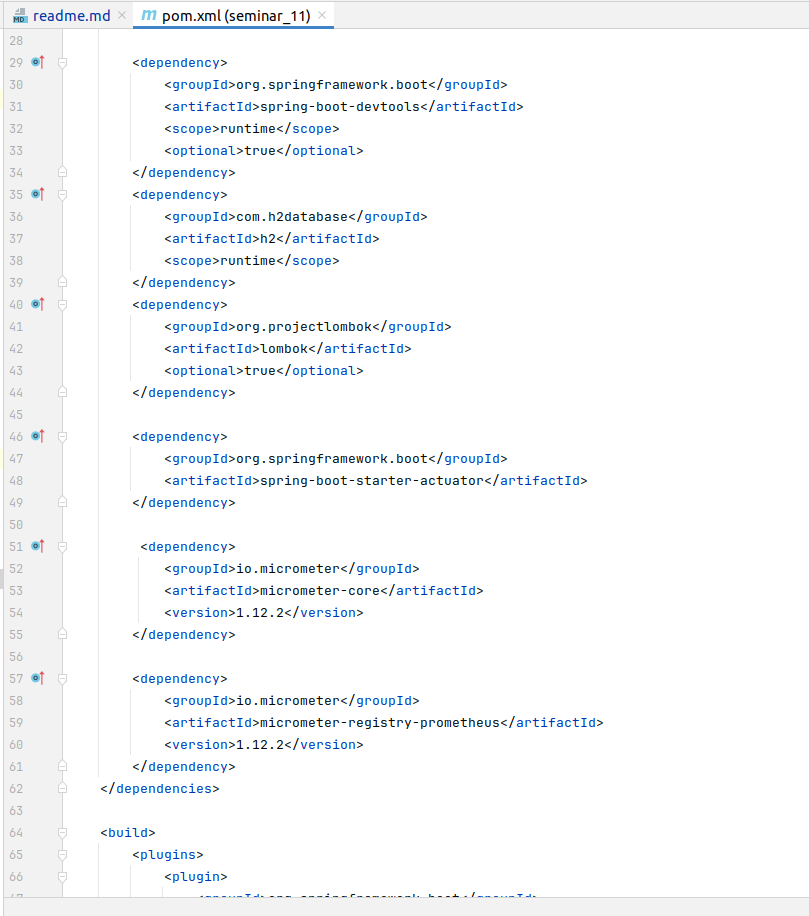 readme.md
pom.xml (seminar_11)
28
29 <dependency>
30 <groupId>org.springframework.boot</groupId>
31 <artifactId>spring-boot-devtools</artifactId>
32 <scope>runtime</scope>
33 <optional>true</optional>
34 </dependency>
35 <dependency>
36 <groupId>com.h2database</groupId>
37 <artifactId>h2</artifactId>
38 <scope>runtime</scope>
39 </dependency>
40 <dependency>
41 <groupId>org.projectlombok</groupId>
42 <artifactId>lombok</artifactId>
43 <optional>true</optional>
44 </dependency>
45
46 <dependency>
47 <groupId>org.springframework.boot</groupId>
48 <artifactId>spring-boot-starter-actuator</artifactId>
49 </dependency>
50
51 <dependency>
52 <groupId>io.micrometer</groupId>
53 <artifactId>micrometer-core</artifactId>
54 <version>1.12.2</version>
55 </dependency>
56
57 <dependency>
58 <groupId>io.micrometer</groupId>
59 <artifactId>micrometer-registry-prometheus</artifactId>
60 <version>1.12.2</version>
61 </dependency>
62 </dependencies>
63
64 <build>
65 <plugins>
66 <plugin>